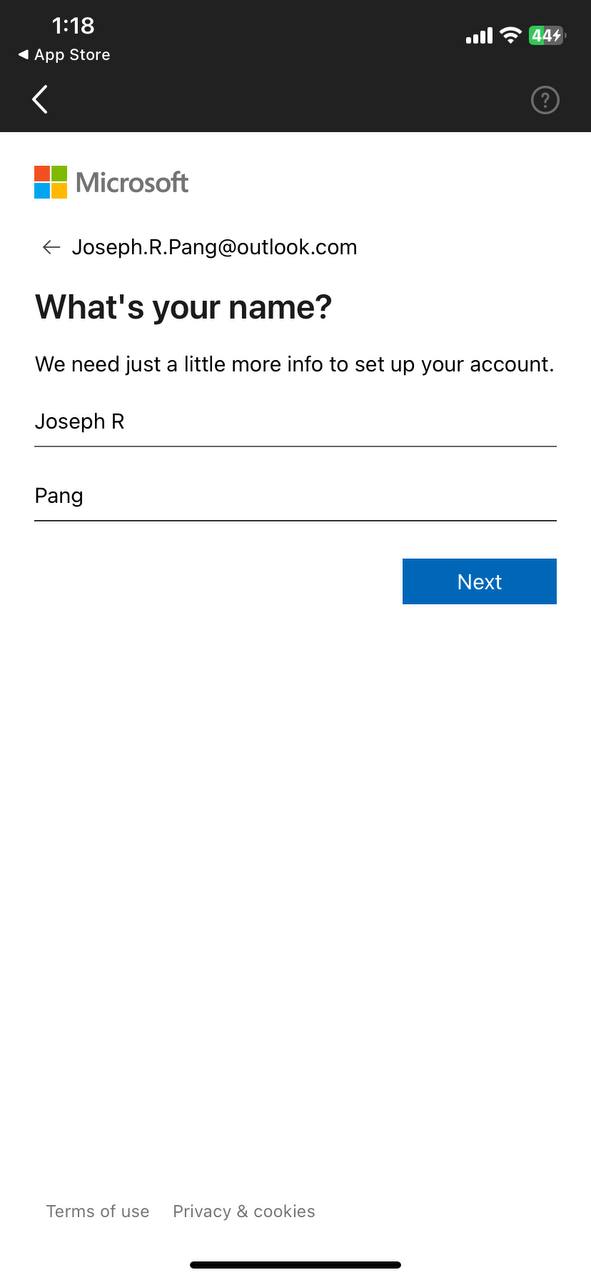 1:18
44
◀ App Store
?
Microsoft
← Joseph.R.Pang@outlook.com
What's your name?
We need just a little more info to set up your account.
Joseph R
Pang
Next
Terms of use Privacy & cookies